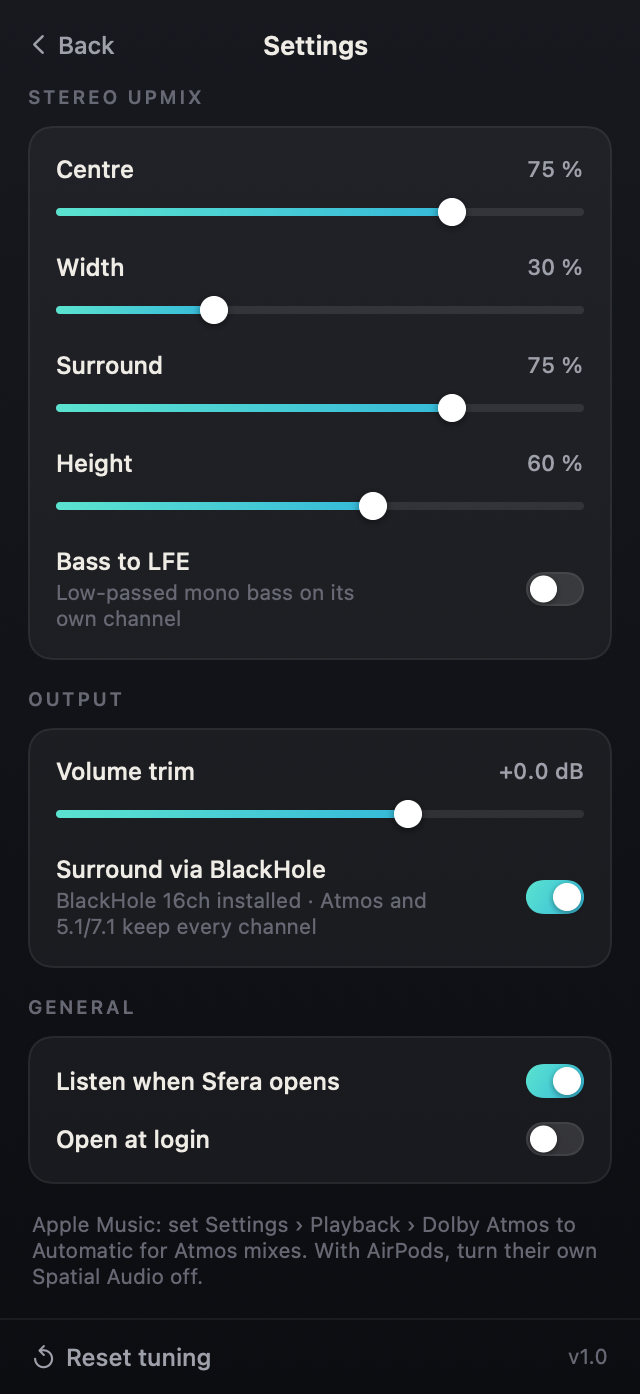 Back
Settings
STEREO UPMIX
Centre
75 %
Width
30 %
Surround
75 %
Height
60 %
Bass to LFE
Low-passed mono bass on its
own channel
OUTPUT
Volume trim
+0.0 dB
Surround via BlackHole
BlackHole 16ch installed · Atmos and
5.1/7.1 keep every channel
GENERAL
Listen when Sfera opens
Open at login
Apple Music: set Settings › Playback › Dolby Atmos to
Automatic for Atmos mixes. With AirPods, turn their own
Spatial Audio off.
Reset tuning
v1.0